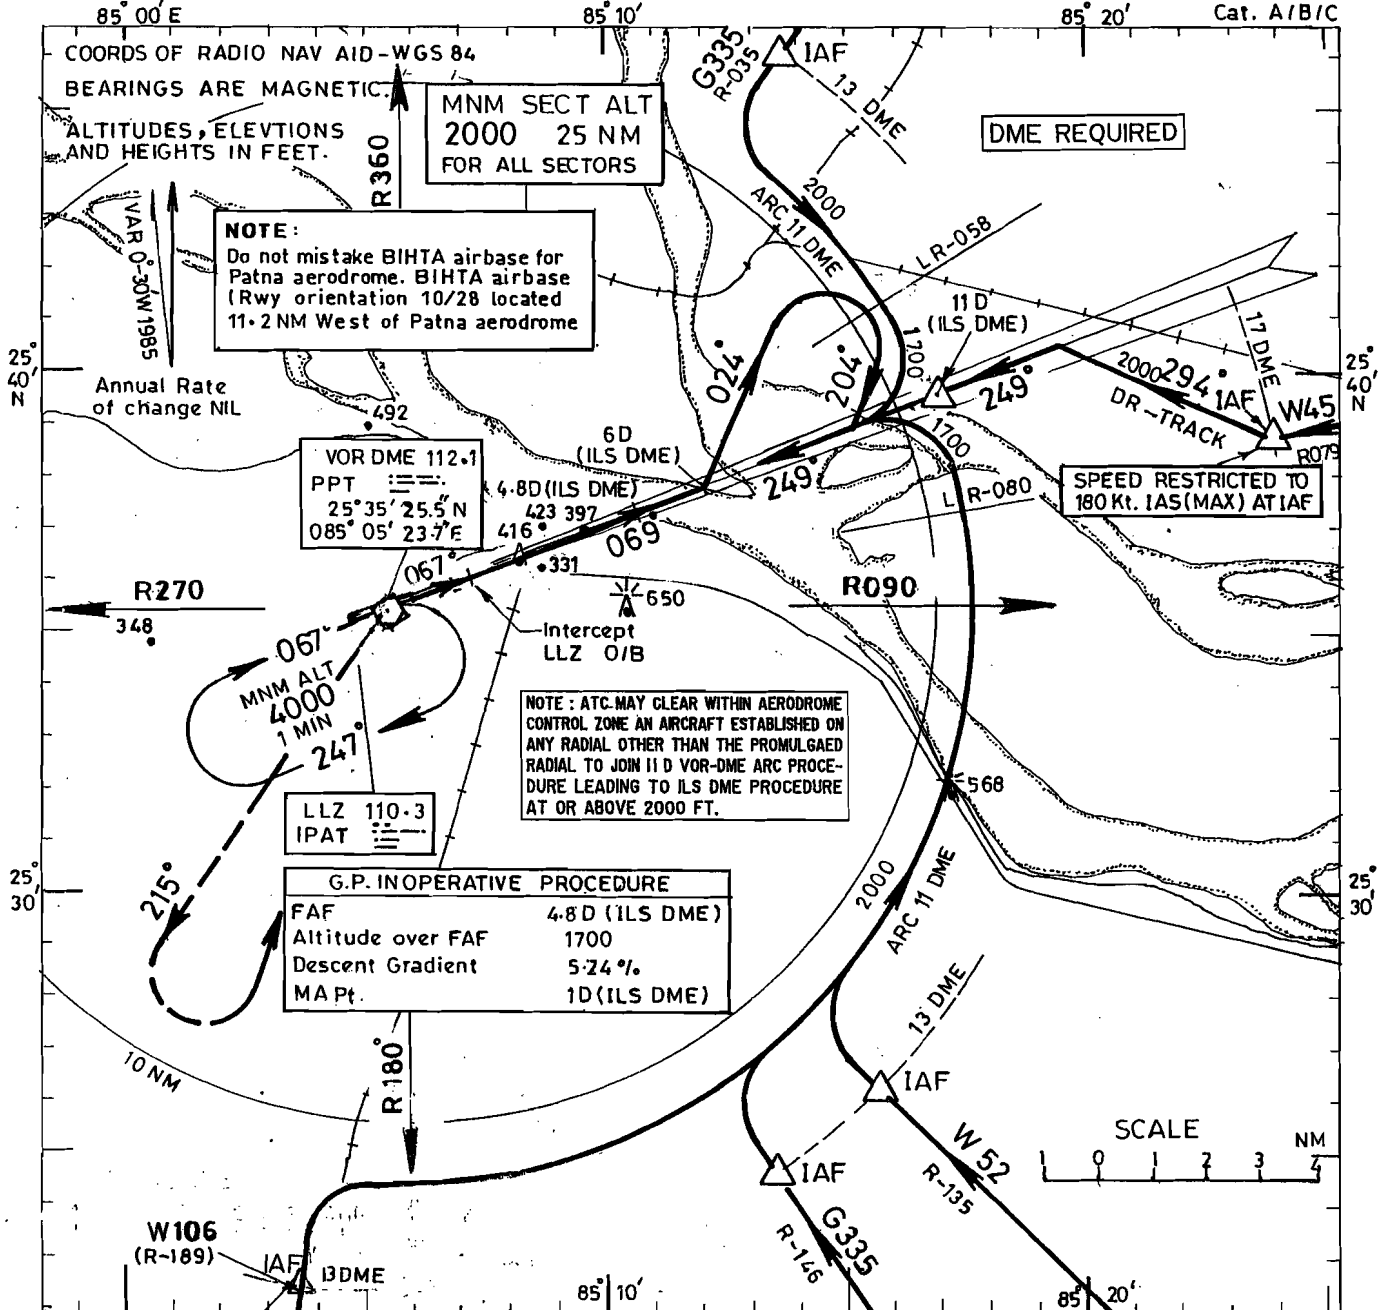 85° 00' E
85° 10'
85° 20'
Cat. A/B/C
COORDS OF RADIO NAV AID-WGS 84
BEARINGS ARE MAGNETIC.
ALTITUDES, ELEVTIONS
AND HEIGHTS IN FEET.
R360
MNM SECT ALT
2000 25 NM
FOR ALL SECTORS
G335
R-035
IAF
13 DME
DME REQUIRED
VAR 0°-30'W 1985
Annual Rate
of change NIL
NOTE:
Do not mistake BIHTA airbase for
Patna aerodrome. BIHTA airbase
(Rwy orientation 10/28 located
11.2 NM West of Patna aerodrome
2000
ARC 11 DME
LR-058
11 D
(ILS DME)
1700
17 DME
25°
40'
N
25°
40'
N
024°
204°
249°
2000
294°
IAF
DR-TRACK
W45
R079
492
6D
(ILS DME)
1700
249°
VOR DME 112.1
PPT
25° 35' 25.5" N
085° 05' 23.7" E
4.8D(ILS DME)
423 397
416
331
069
067°
LR-080
SPEED RESTRICTED TO
180 Kt. IAS(MAX) AT IAF
R270
348
650
R090
Intercept
LLZ O/B
067°
MNM ALT
4000
1 MIN
247°
NOTE : ATC MAY CLEAR WITHIN AERODROME
CONTROL ZONE AN AIRCRAFT ESTABLISHED ON
ANY RADIAL OTHER THAN THE PROMULGAED
RADIAL TO JOIN 11 D VOR-DME ARC PROCE-
DURE LEADING TO ILS DME PROCEDURE
AT OR ABOVE 2000 FT.
568
LLZ 110.3
IPAT
215°
25°
30'
25°
30'
2000
ARC 11 DME
G.P. INOPERATIVE PROCEDURE
FAF 4.8 D (ILS DME)
Altitude over FAF 1700
Descent Gradient 5.24 %
MAPt. 1D (ILS DME)
10 NM
R 180°
13 DME
IAF
IAF
W 52
R-135
G335
R-146
SCALE NM
1 0 1 2 3 4
W106
(R-189)
IAF
13 DME
85° 10'
85° 20'